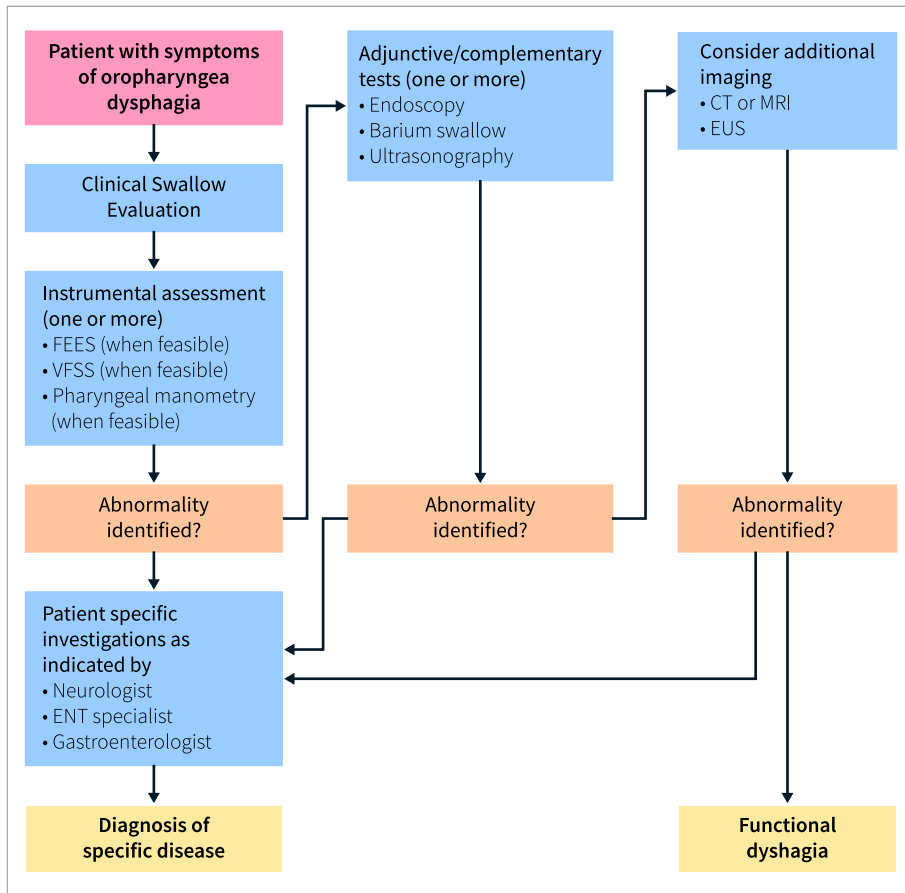 Patient with symptoms
of oropharyngea
dysphagia
Clinical Swallow
Evaluation
Instrumental assessment
(one or more)
• FEES (when feasible)
• VFSS (when feasible)
• Pharyngeal manometry
(when feasible)
Abnormality
identified?
Patient specific
investigations as
indicated by
• Neurologist
• ENT specialist
• Gastroenterologist
Diagnosis of
specific disease
Adjunctive/complementary
tests (one or more)
• Endoscopy
• Barium swallow
• Ultrasonography
Abnormality
identified?
Consider additional
imaging
• CT or MRI
• EUS
Abnormality
identified?
Functional
dyshagia